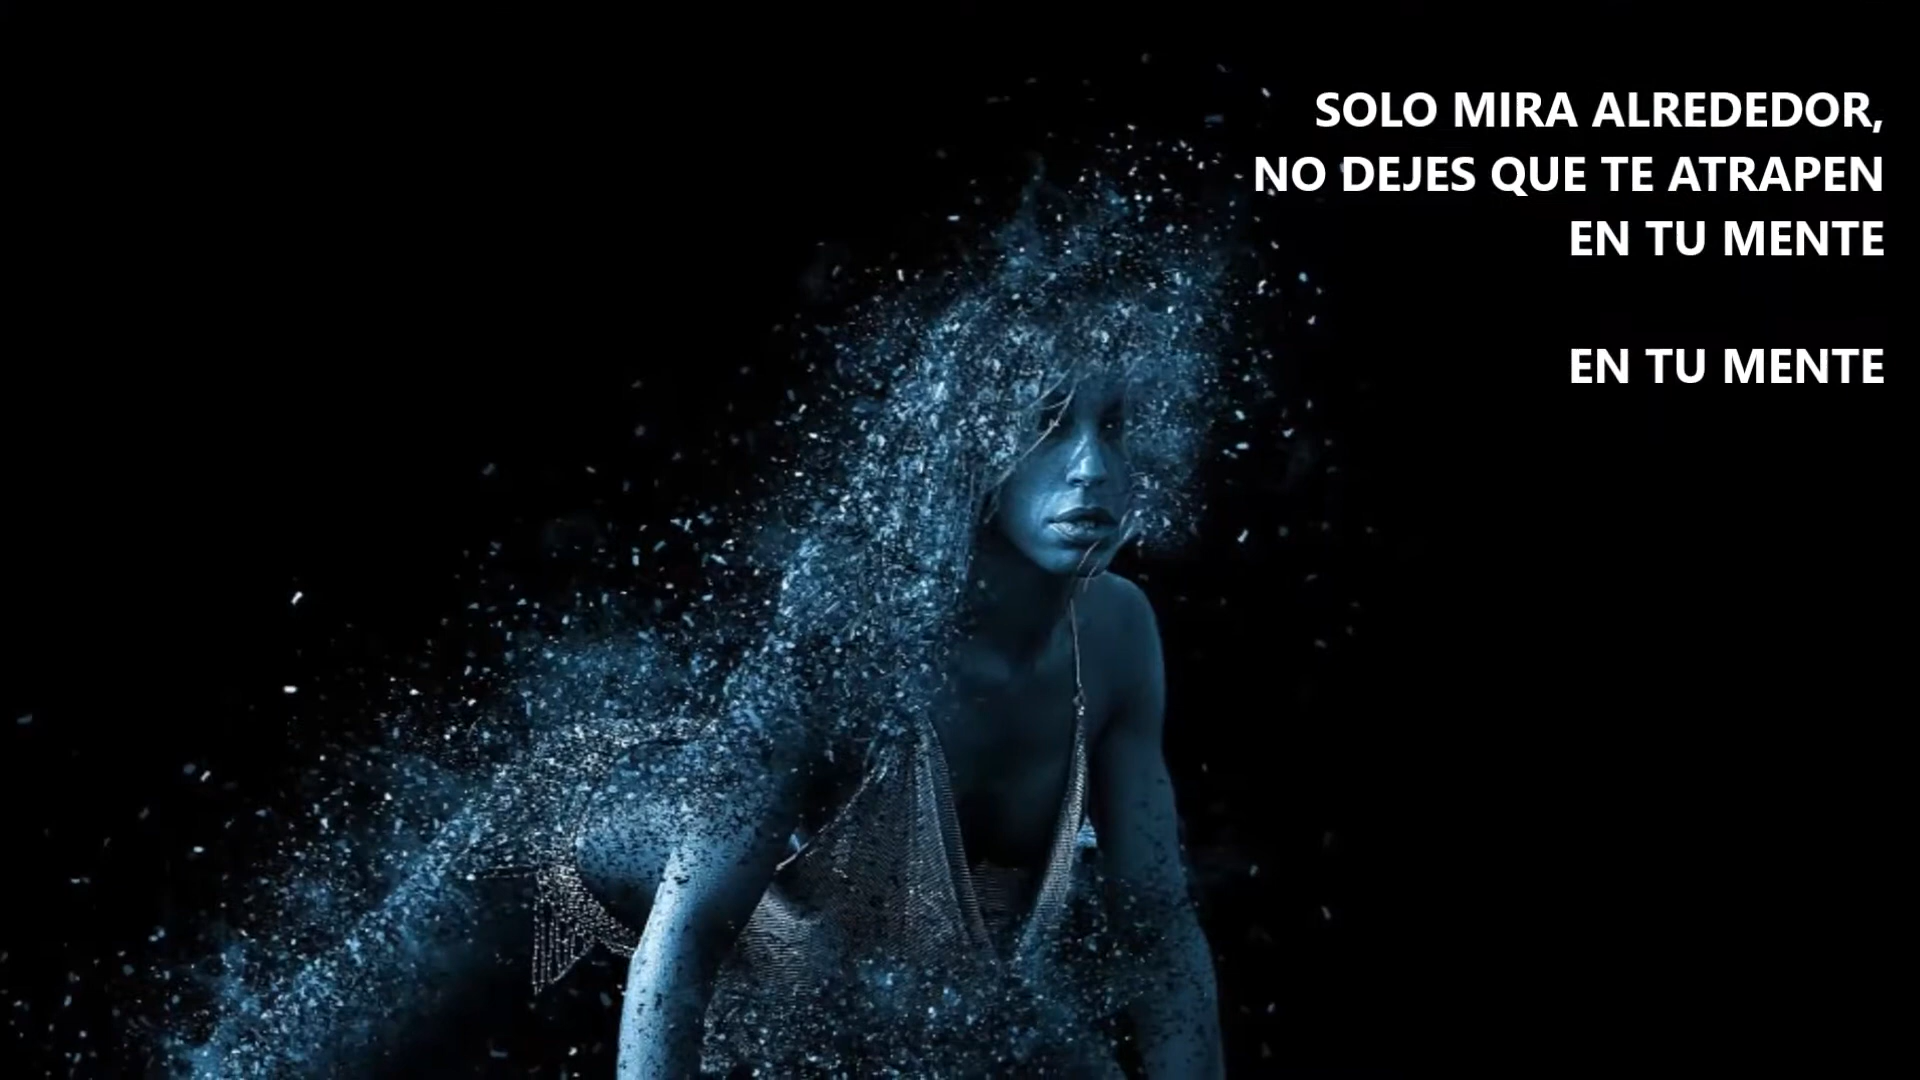 SOLO MIRA ALREDEDOR,
NO DEJES QUE TE ATRAPEN
EN TU MENTE
EN TU MENTE